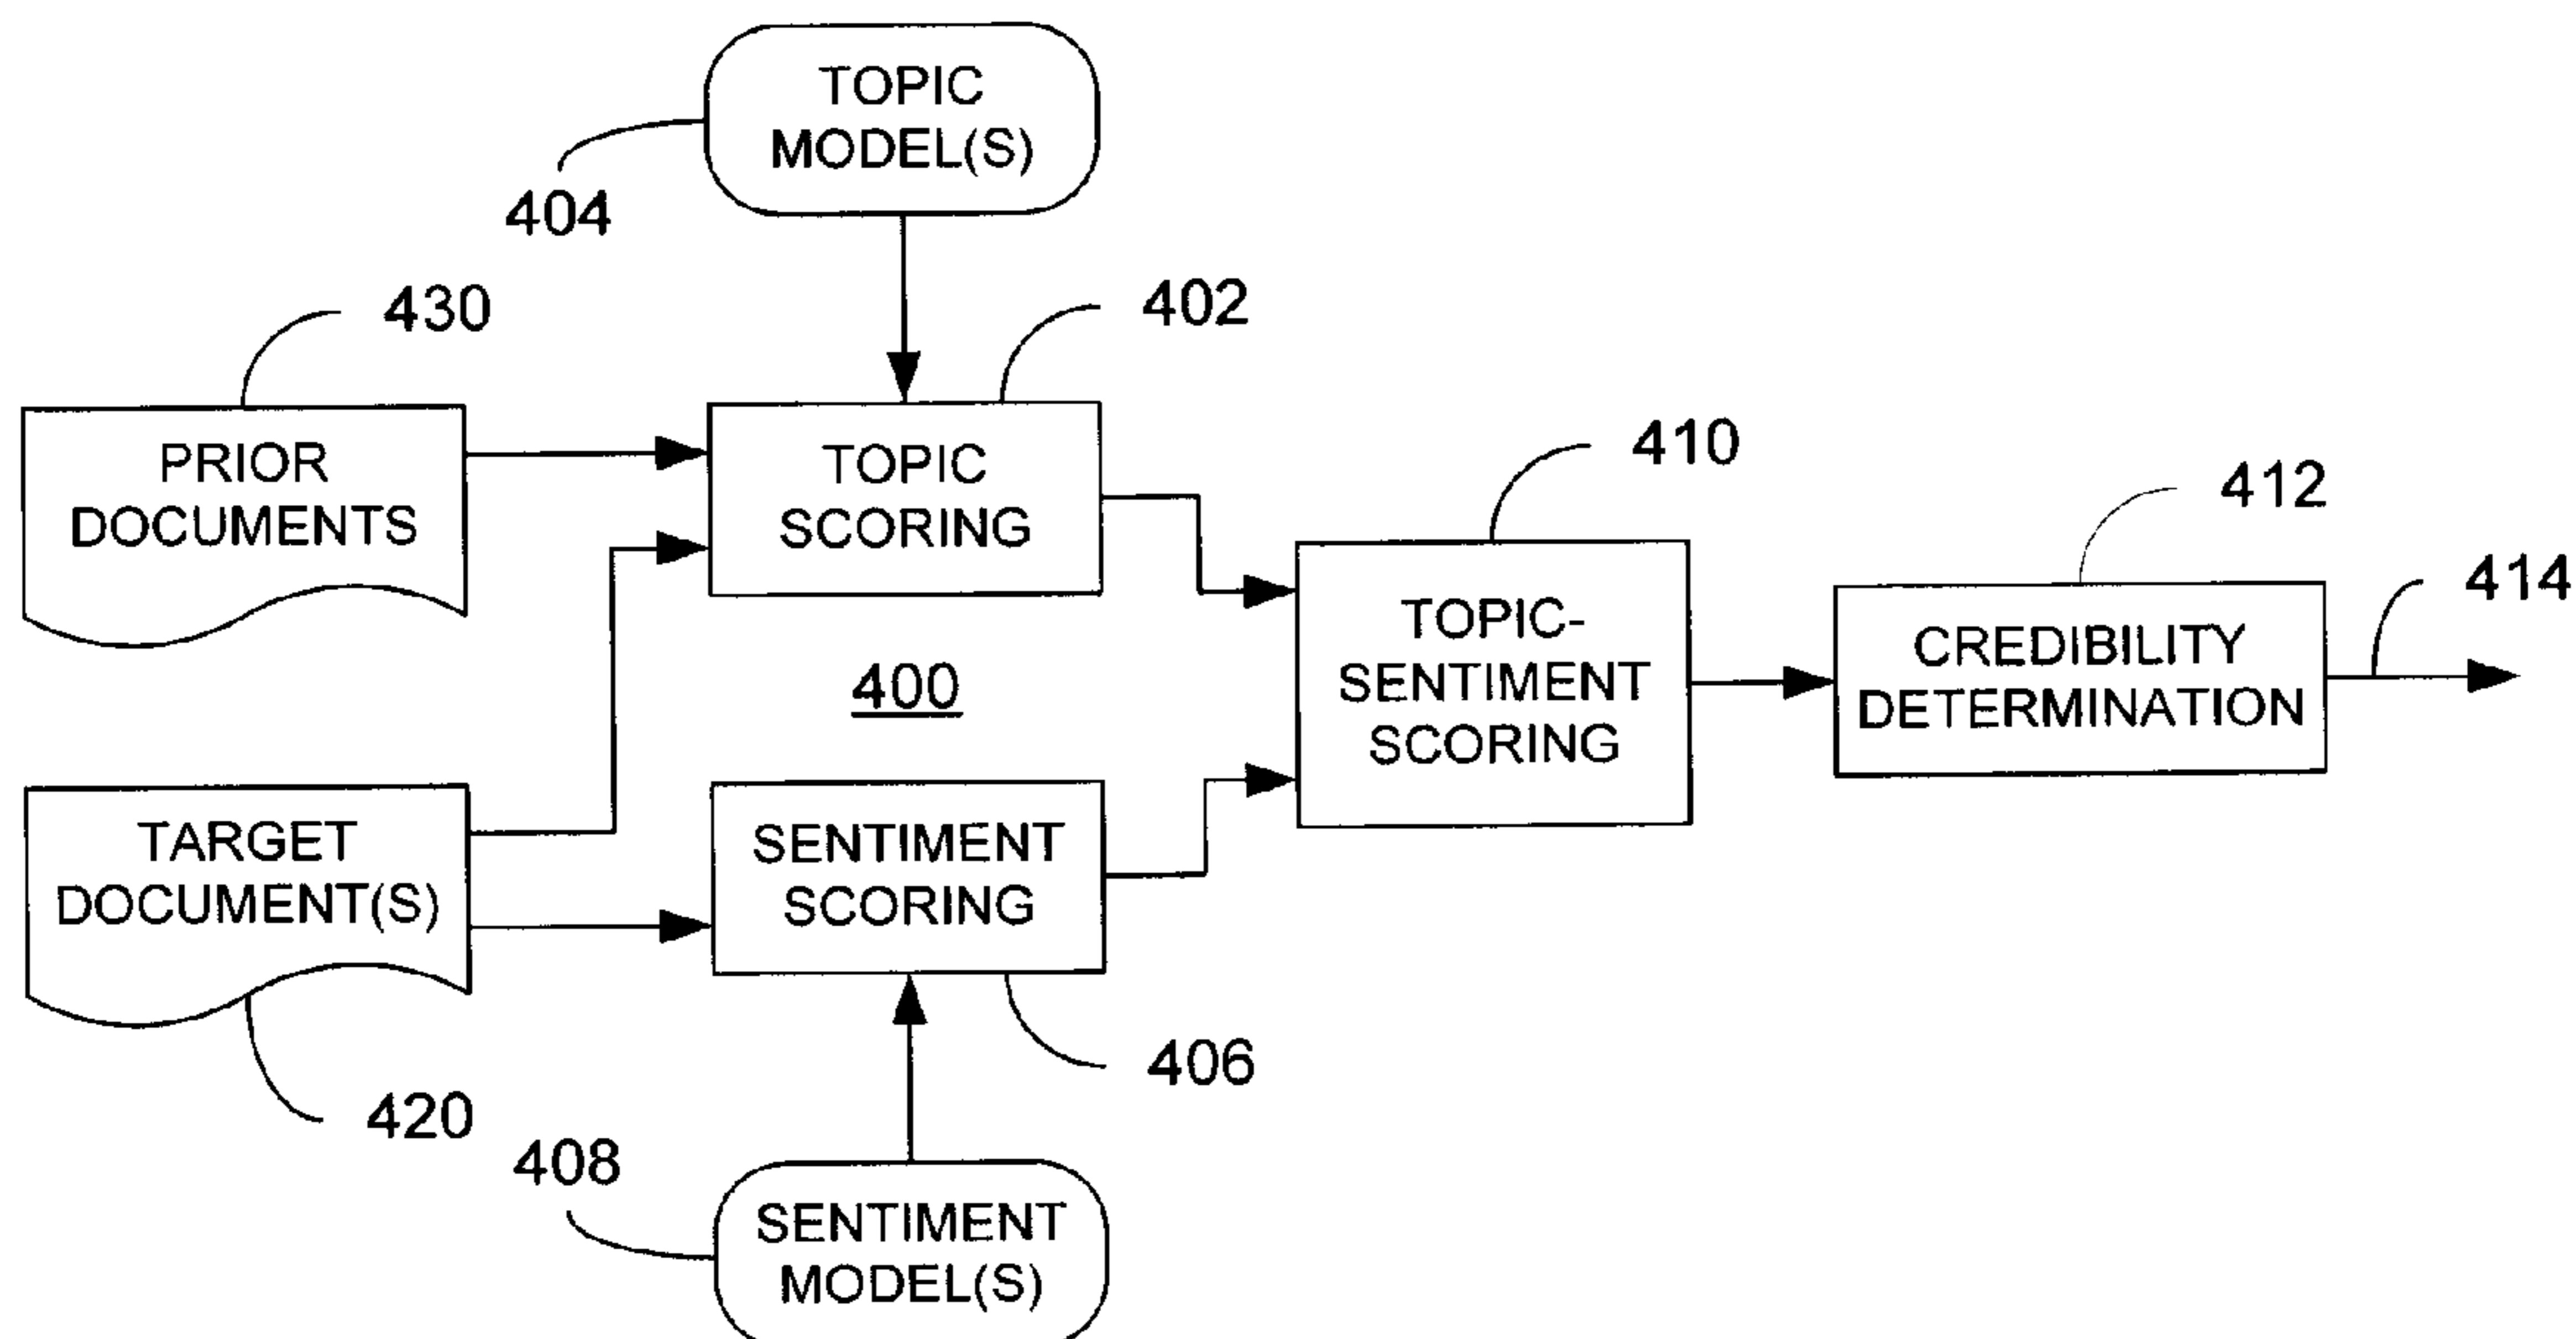 TOPIC
MODEL(S)
404
430
402
PRIOR
DOCUMENTS
TOPIC
SCORING
410
412
414
400
TOPIC-
SENTIMENT
SCORING
CREDIBILITY
DETERMINATION
TARGET
DOCUMENT(S)
SENTIMENT
SCORING
406
420
408
SENTIMENT
MODEL(S)